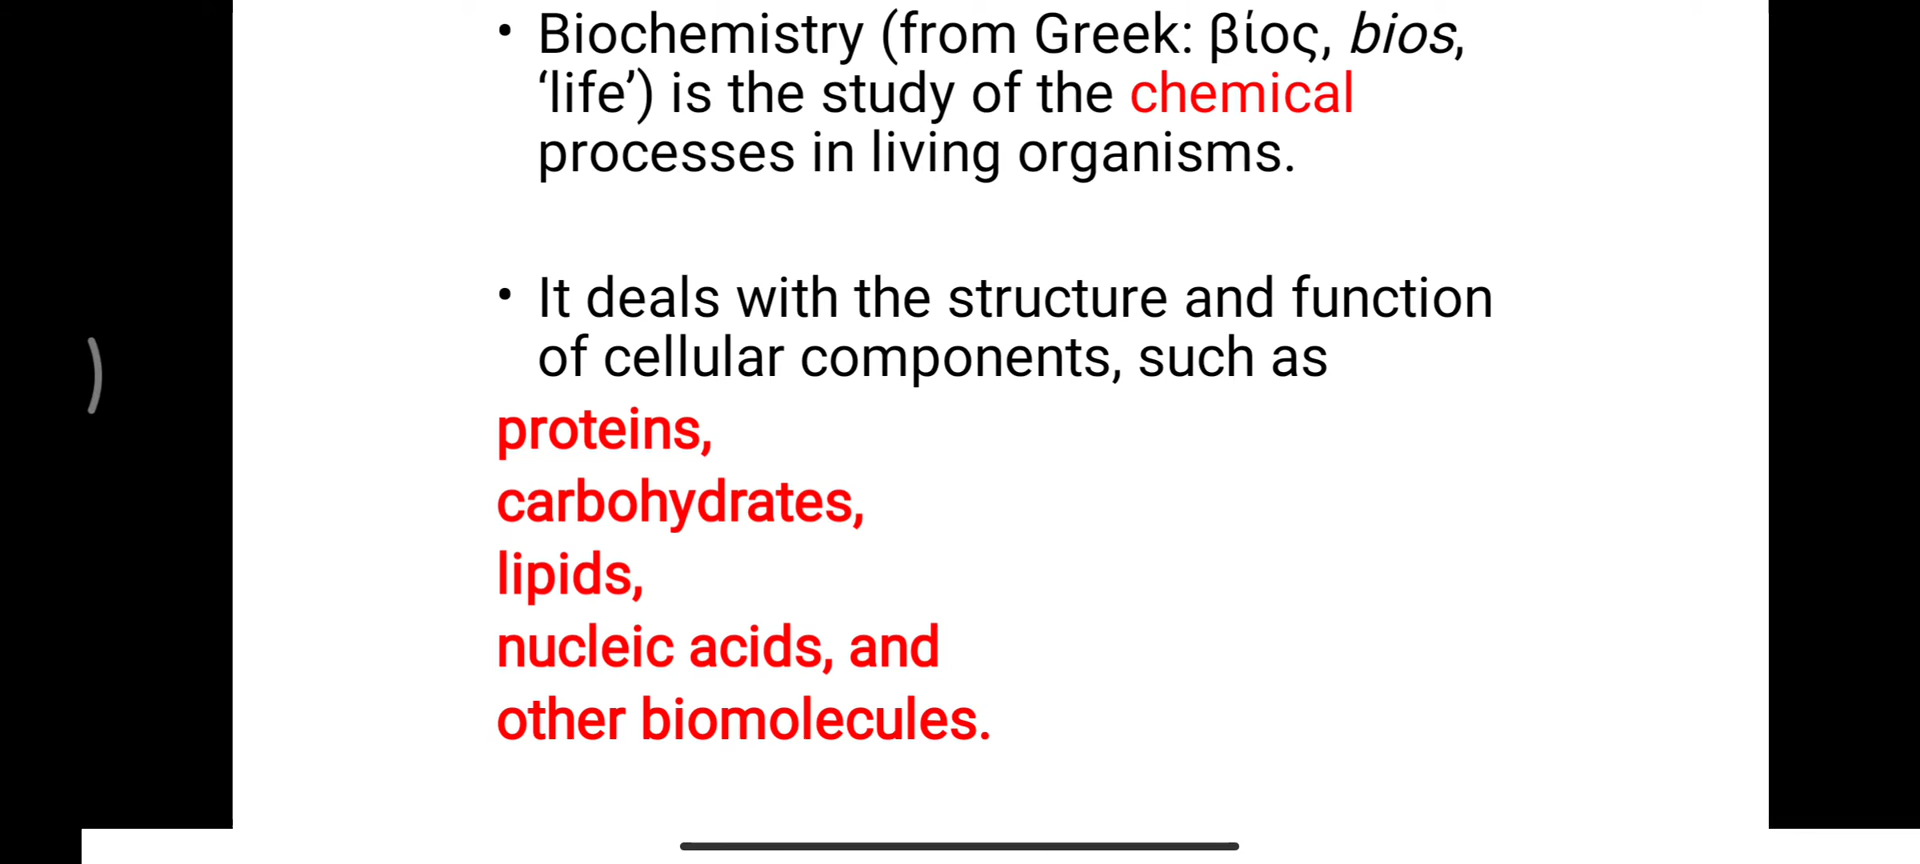 • Biochemistry (from Greek: βίος, bios,
‘life’) is the study of the chemical
processes in living organisms.
• It deals with the structure and function
of cellular components, such as
proteins,
carbohydrates,
lipids,
nucleic acids, and
other biomolecules.